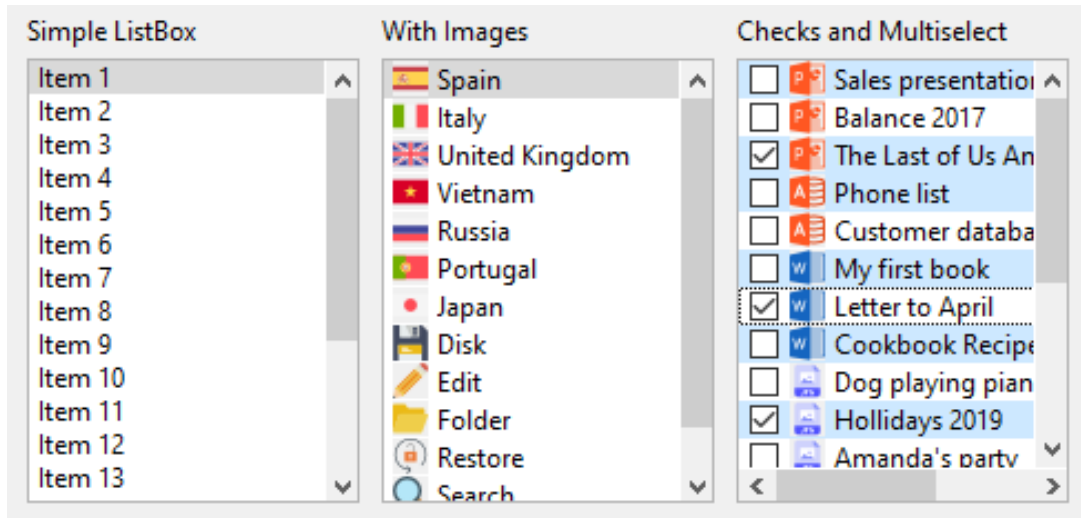 Simple ListBox
Item 1
Item 2
Item 3
Item 4
Item 5
Item 6
Item 7
Item 8
Item 9
Item 10
Item 11
Item 12
Item 13
With Images
Spain
Italy
United Kingdom
Vietnam
Russia
Portugal
Japan
Disk
Edit
Folder
Restore
Search
Checks and Multiselect
Sales presentation
Balance 2017
The Last of Us An
Phone list
Customer databa
My first book
Letter to April
Cookbook Recipe
Dog playing pian
Hollidays 2019
Amanda's party